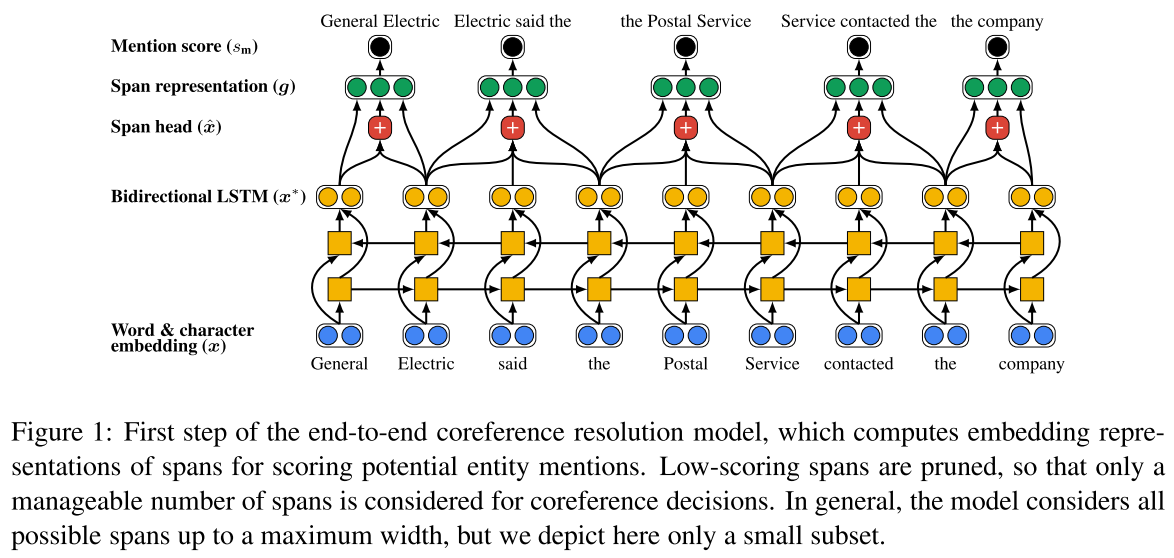 General Electric Electric said the the Postal Service Service contacted the the company
Mention score (sm)
Span representation (g)
Span head (x̂)
+ + + + +
Bidirectional LSTM (x*)
Word & character
embedding (x)
General Electric said the Postal Service contacted the company
Figure 1: First step of the end-to-end coreference resolution model, which computes embedding repre-
sentations of spans for scoring potential entity mentions. Low-scoring spans are pruned, so that only a
manageable number of spans is considered for coreference decisions. In general, the model considers all
possible spans up to a maximum width, but we depict here only a small subset.